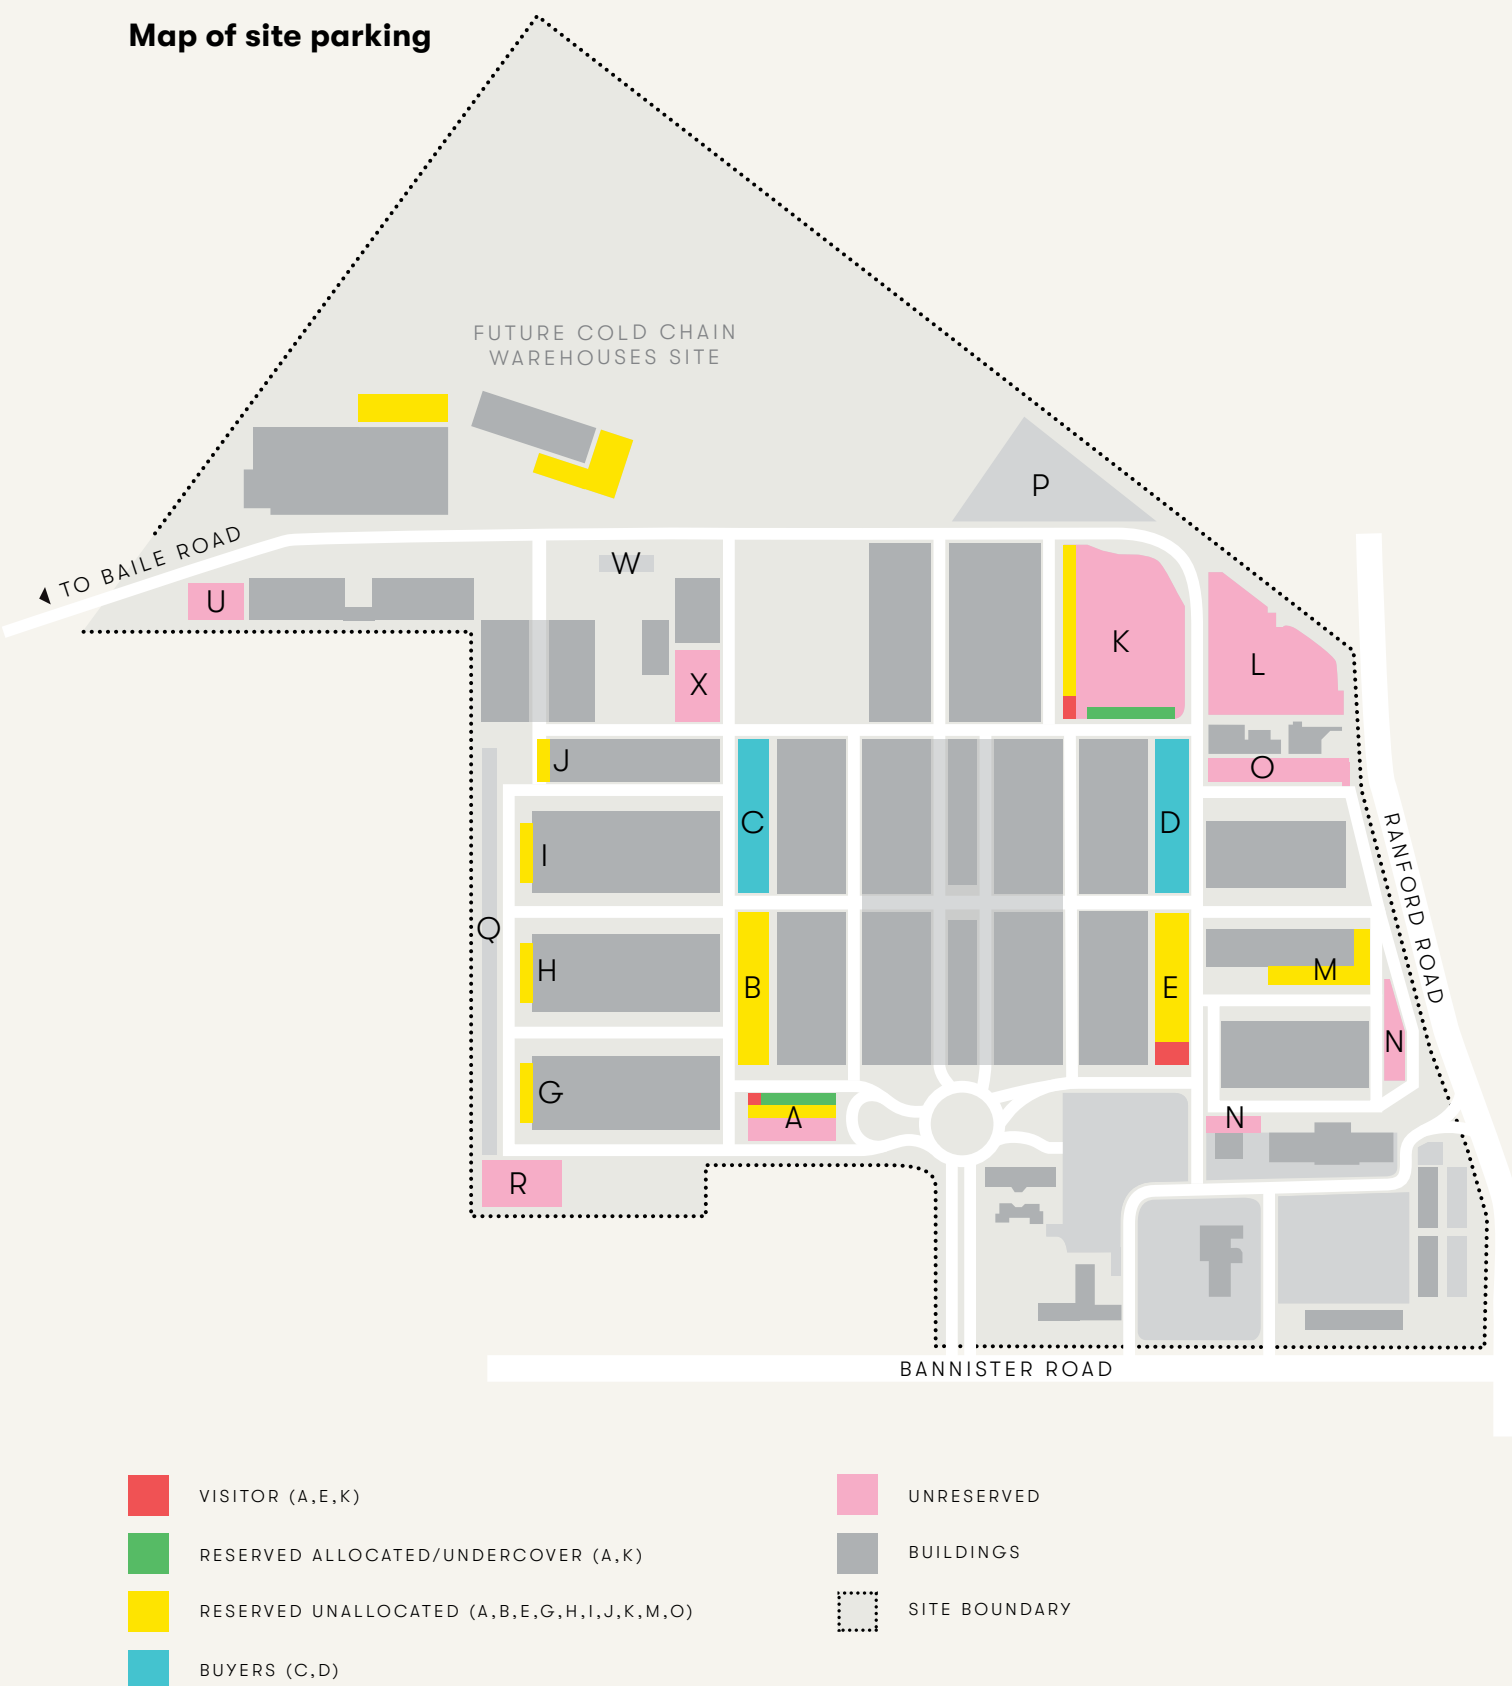 Map of site parking
FUTURE COLD CHAIN
WAREHOUSES SITE
P
TO BAILE ROAD
W
U
K
L
X
J
O
C
D
I
RANFORD ROAD
Q
H
M
B
E
N
G
A
N
R
BANNISTER ROAD
VISITOR (A,E,K)
RESERVED ALLOCATED/UNDERCOVER (A,K)
RESERVED UNALLOCATED (A,B,E,G,H,I,J,K,M,O)
BUYERS (C,D)
UNRESERVED
BUILDINGS
SITE BOUNDARY